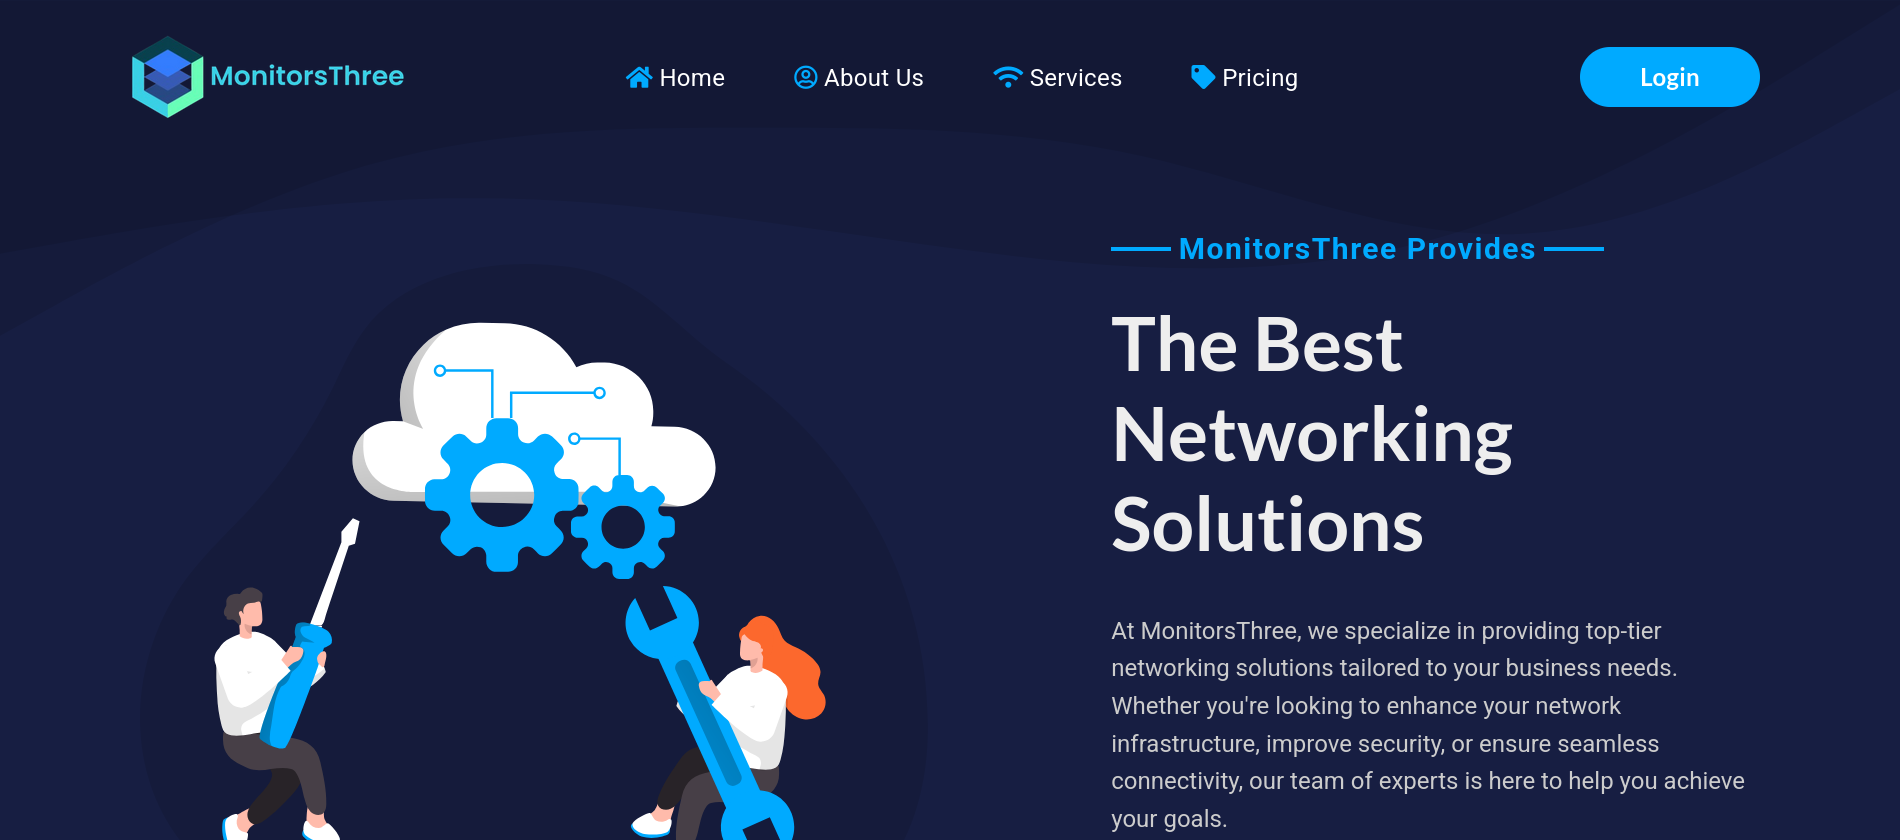 MonitorsThree
Home
About Us
Services
Pricing
Login
MonitorsThree Provides
The Best
Networking
Solutions
At MonitorsThree, we specialize in providing top-tier
networking solutions tailored to your business needs.
Whether you're looking to enhance your network
infrastructure, improve security, or ensure seamless
connectivity, our team of experts is here to help you achieve
your goals.